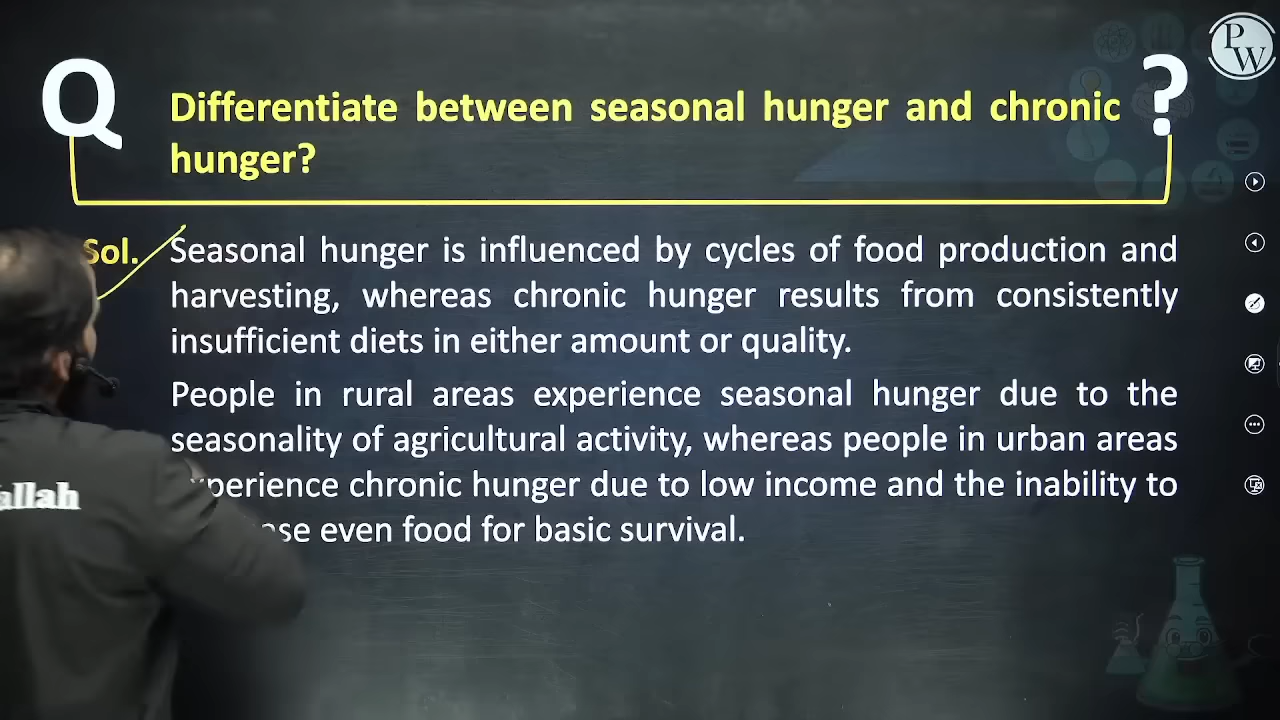 P
W
Q
?
Differentiate between seasonal hunger and chronic
hunger?
Sol.
Seasonal hunger is influenced by cycles of food production and
harvesting, whereas chronic hunger results from consistently
insufficient diets in either amount or quality.
People in rural areas experience seasonal hunger due to the
seasonality of agricultural activity, whereas people in urban areas
experience chronic hunger due to low income and the inability to
even food for basic survival.
allah